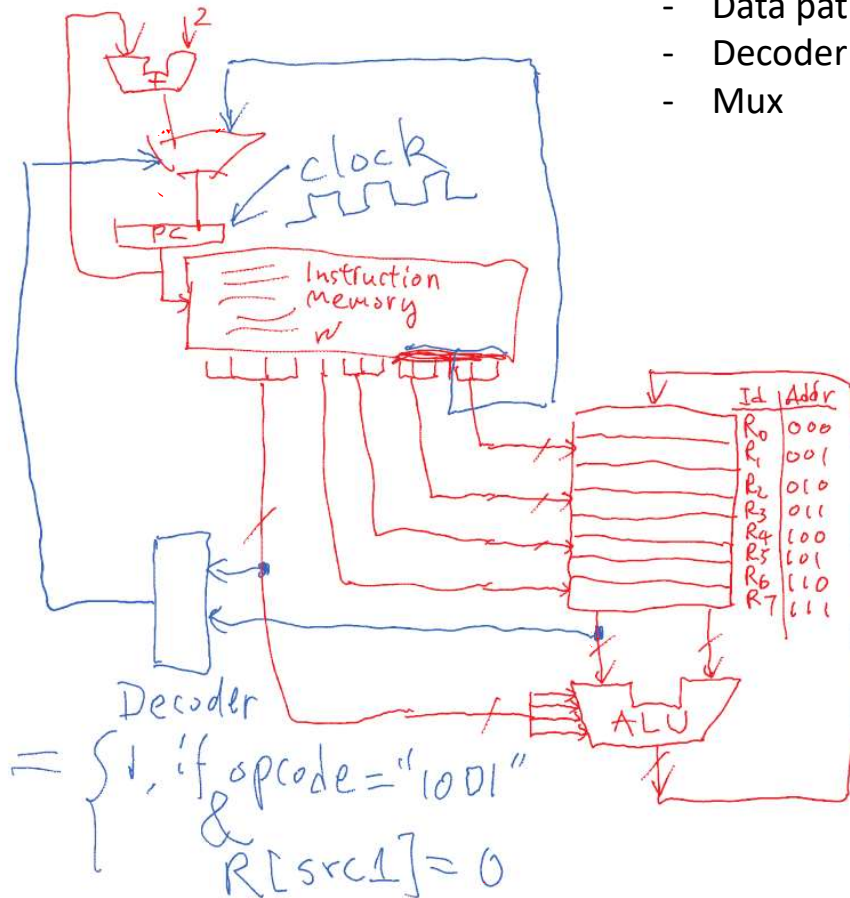 - Data pat
- Decoder
- Mux
2
+
clock
PC
Instruction
Memory
Id Addr
R0 000
R1 001
R2 010
R3 011
R4 100
R5 101
R6 110
R7 111
ALU
Decoder
= { 1, if opcode = "1001"
&
R[src1] = 0